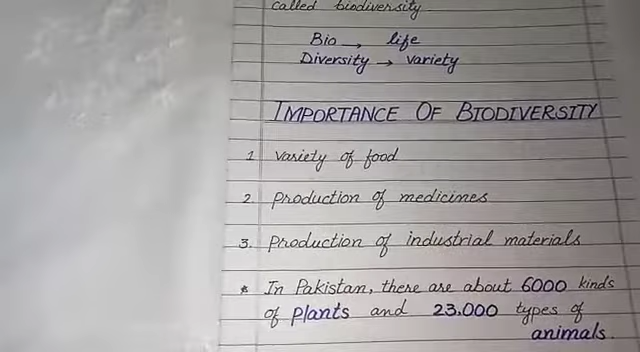 called biodiversity
Bio → life
Diversity → variety
IMPORTANCE OF BIODIVERSITY
1. Variety of food
2. Production of medicines
3. Production of industrial materials
* In Pakistan, there are about 6000 kinds
of plants and 23.000 types of
animals.